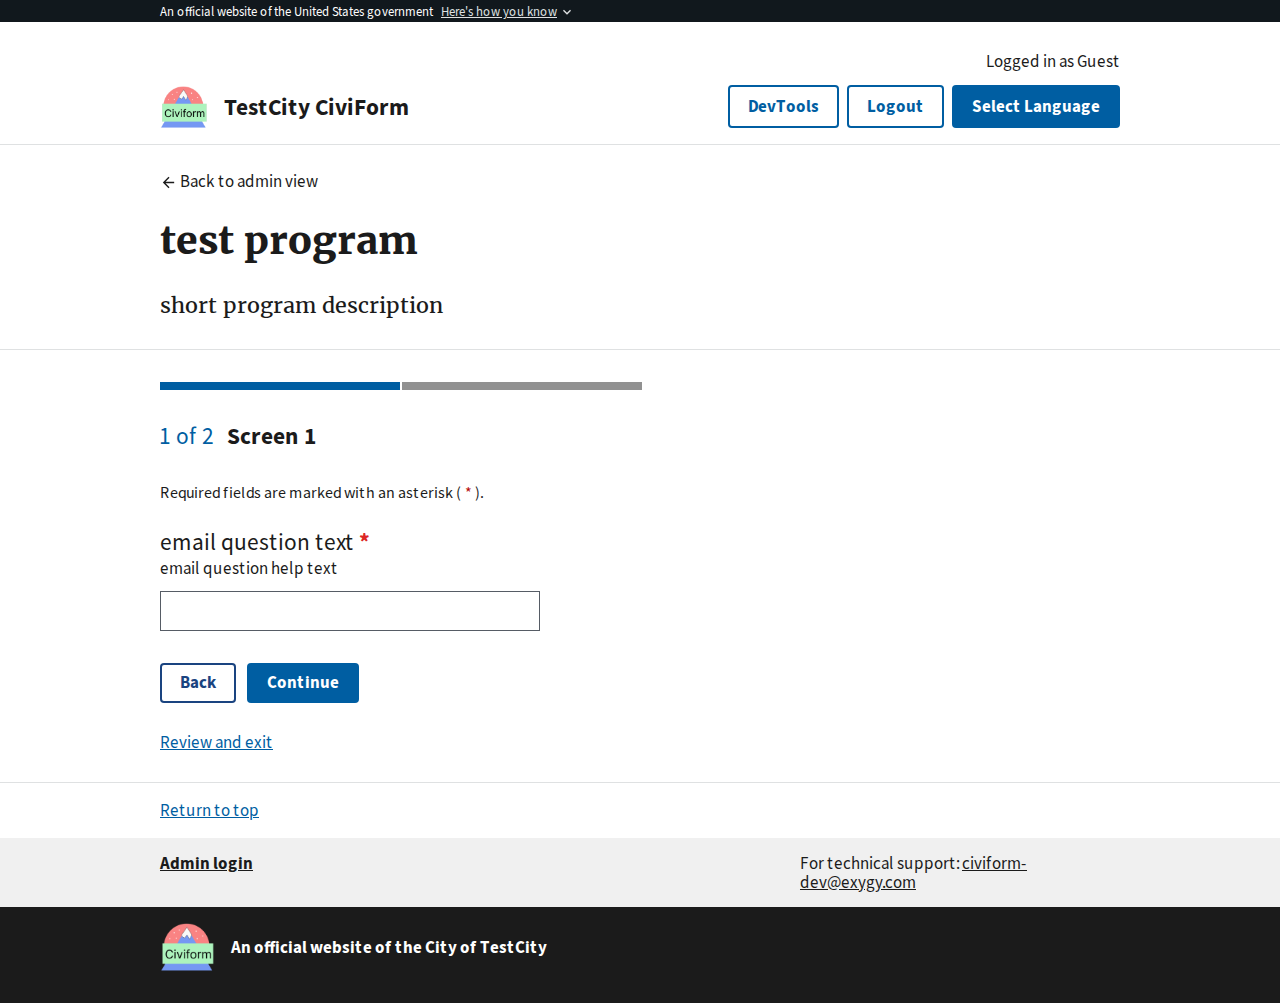 An official website of the United States government Here's how you know
Logged in as Guest
Civiform
TestCity CiviForm
DevTools
Logout
Select Language
Back to admin view
test program
short program description
1 of 2 Screen 1
Required fields are marked with an asterisk ( * ).
email question text *
email question help text
Back
Continue
Review and exit
Return to top
Admin login
For technical support: civiform-
dev@exygy.com
Civiform
An official website of the City of TestCity